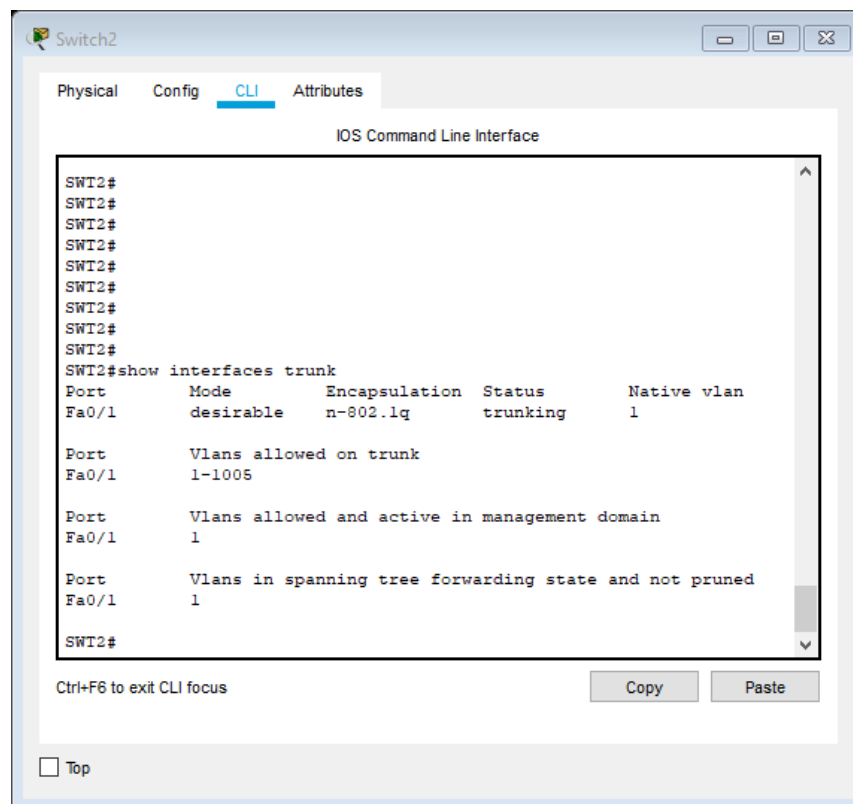 Switch2
Physical Config CLI Attributes
IOS Command Line Interface
SWT2#
SWT2#
SWT2#
SWT2#
SWT2#
SWT2#
SWT2#
SWT2#
SWT2#
SWT2#show interfaces trunk
Port Mode Encapsulation Status Native vlan
Fa0/1 desirable n-802.1q trunking 1
Port Vlans allowed on trunk
Fa0/1 1-1005
Port Vlans allowed and active in management domain
Fa0/1 1
Port Vlans in spanning tree forwarding state and not pruned
Fa0/1 1
SWT2#
Ctrl+F6 to exit CLI focus Copy Paste
Top